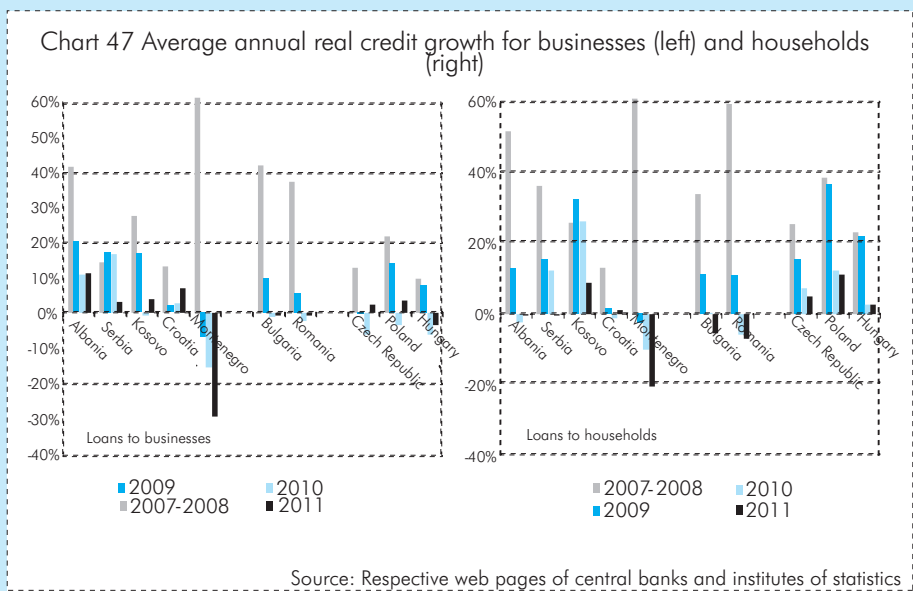 Chart 47 Average annual real credit growth for businesses (left) and households
(right)
60%
50%
40%
30%
20%
10%
0%
-10%
-20%
-30%
-40%
Albania
Serbia
Kosovo
Croatia
Montenegro
Bulgaria
Romania
Czech Republic
Poland
Hungary
Loans to businesses
2009
2010
2007-2008
2011
60%
40%
20%
0%
-20%
-40%
Albania
Serbia
Kosovo
Croatia
Montenegro
Bulgaria
Romania
Czech Republic
Poland
Hungary
Loans to households
2007-2008
2010
2009
2011
Source: Respective web pages of central banks and institutes of statistics